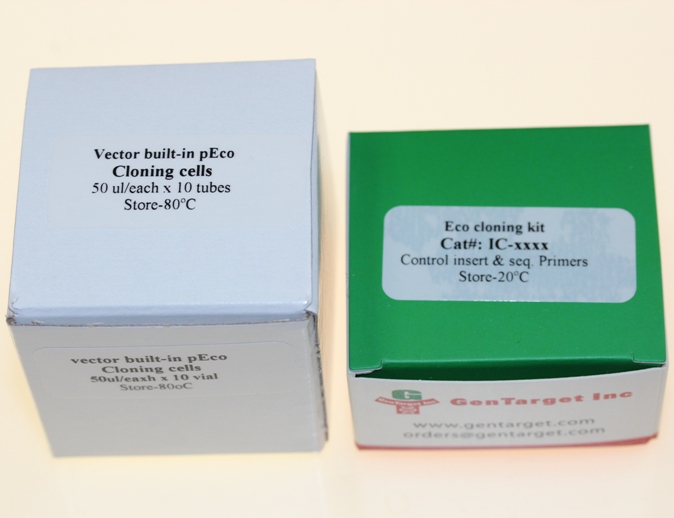 Vector built-in pEco
Cloning cells
50 ul/each x 10 tubes
Store-80°C
vector built-in pEco
Cloning cells
50ul/eaxh x 10 vial
Store-80oC
Eco cloning kit
Cat#: IC-xxxx
Control insert & seq. Primers
Store-20°C
G
GenTarget Inc
www.gentarget.com
orders@gentarget.com